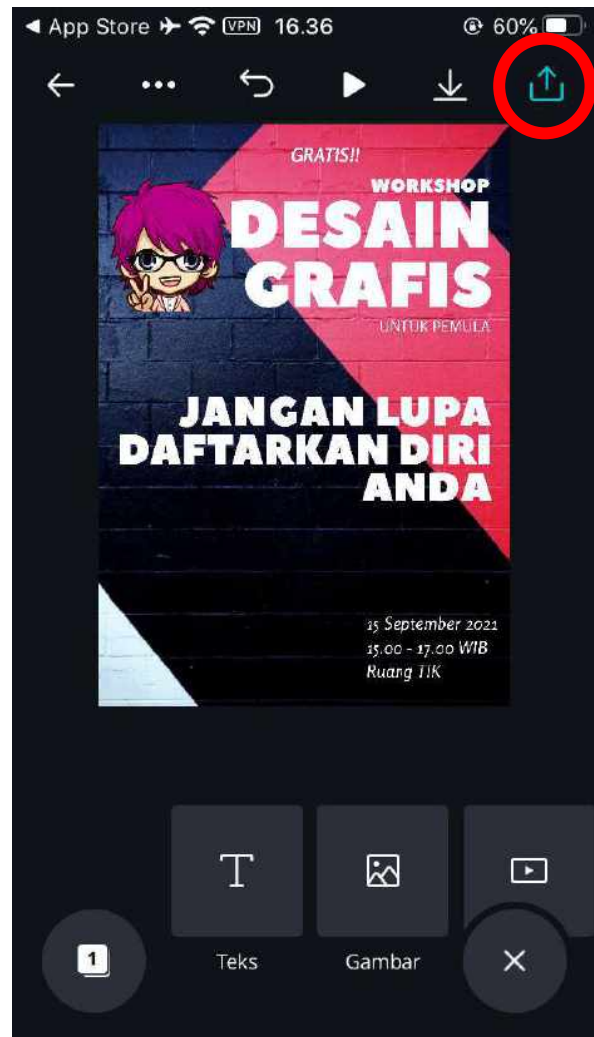 App Store VPN 16.36 60%
GRATIS!!
WORKSHOP
DESAIN
GRAFIS
UNTUK PEMULA
JANGAN LUPA
DAFTARKAN DIRI
ANDA
15 September 2021
15.00 - 17.00 WIB
Ruang TIK
1
Teks
Gambar